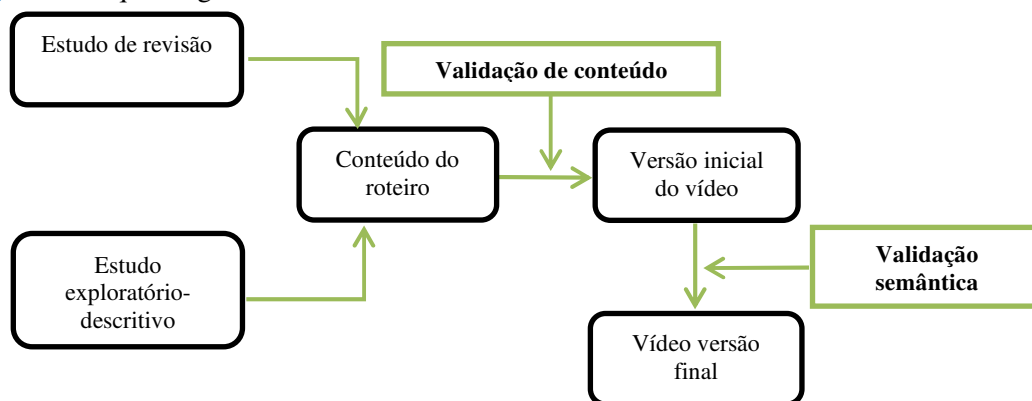 Estudo de revisão
Validação de conteúdo
Conteúdo do
roteiro
Versão inicial
do vídeo
Estudo
exploratório-
descritivo
Validação
semântica
Vídeo versão
final